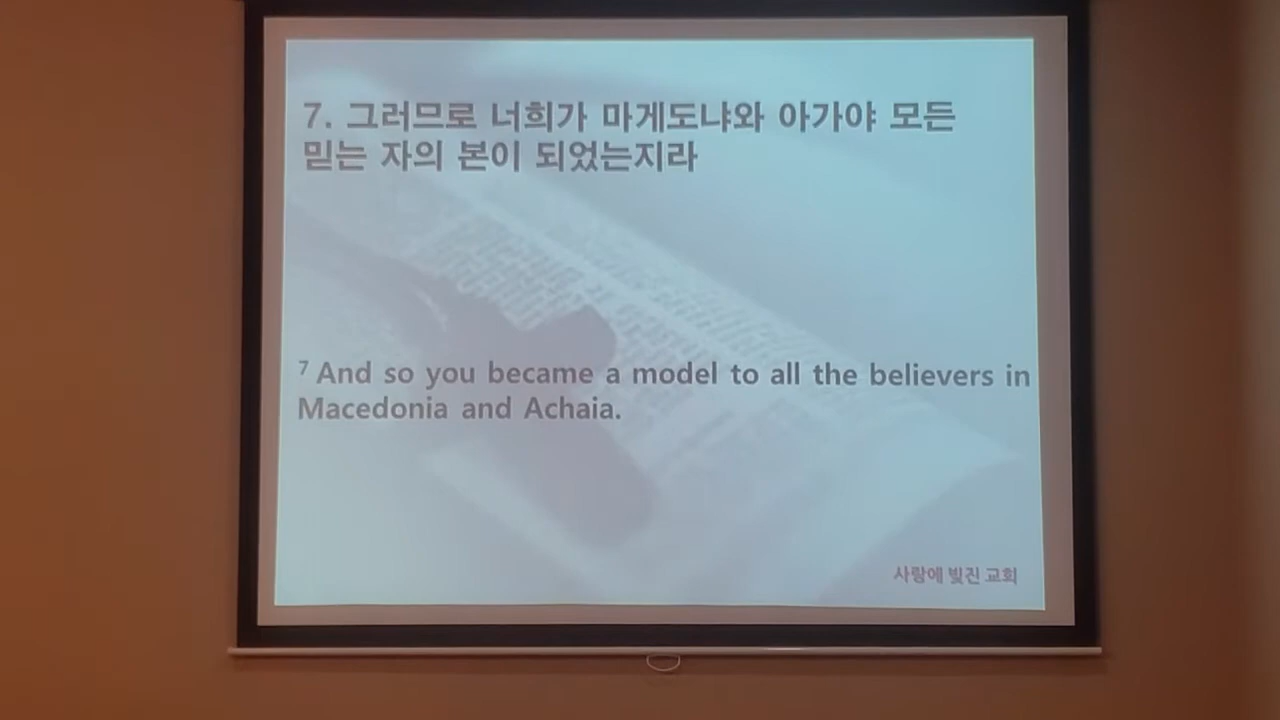 7. 그러므로 너희가 마게도냐와 아가야 모든
믿는 자의 본이 되었는지라
7 And so you became a model to all the believers in
Macedonia and Achaia.
사랑에 빚진 교회